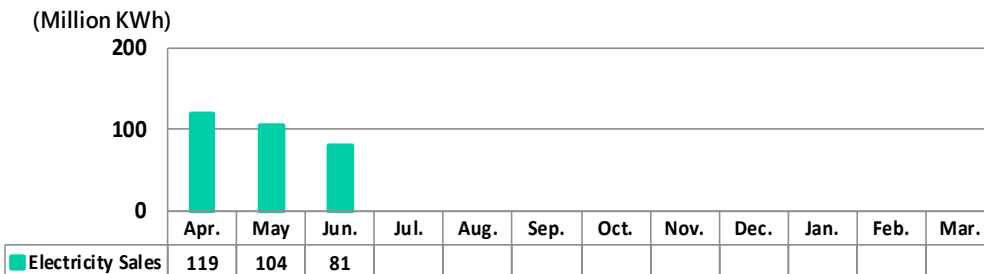 (Million KWh)
200
100
0
Apr. May Jun. Jul. Aug. Sep. Oct. Nov. Dec. Jan. Feb. Mar.
Electricity Sales 119 104 81